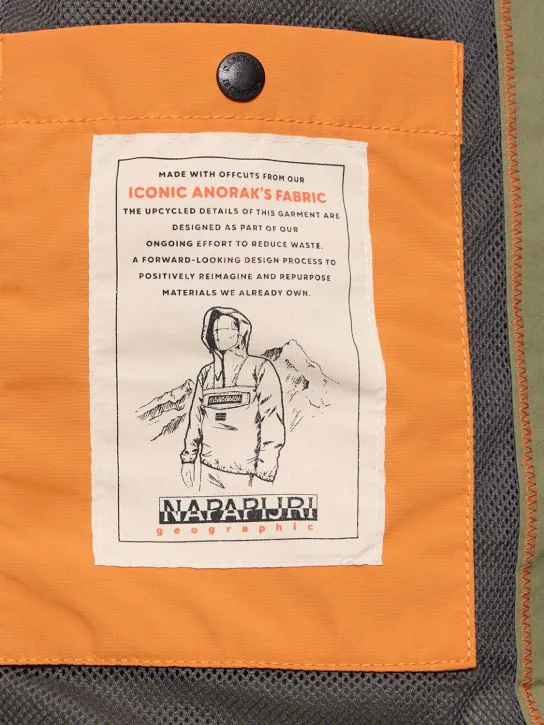 MADE WITH OFFCUTS FROM OUR
ICONIC ANORAK'S FABRIC
THE UPCYCLED DETAILS OF THIS GARMENT ARE
DESIGNED AS PART OF OUR
ONGOING EFFORT TO REDUCE WASTE.
A FORWARD-LOOKING DESIGN PROCESS TO
POSITIVELY REIMAGINE AND REPURPOSE
MATERIALS WE ALREADY OWN.
NAPAPIJRI
geographic